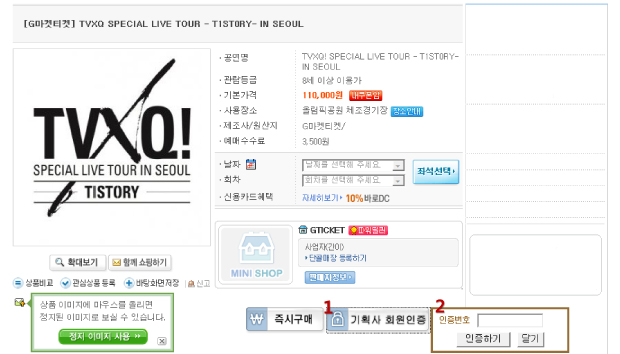 [G마켓티켓] TVXQ SPECIAL LIVE TOUR - T1ST0RY- IN SEOUL
TVXQ!
SPECIAL LIVE TOUR IN SEOUL
T1STORY
확대보기 함께 쇼핑하기
상품비교 관심상품 등록 바탕화면저장 신고
상품 이미지에 마우스를 올리면
정지된 이미지로 보실 수 있습니다.
정지 이미지 사용
· 공연명 TVXQ! SPECIAL LIVE TOUR - T1ST0RY-
IN SEOUL
· 관람등급 8세 이상 이용가
· 기본가격 110,000원 내쿠폰함
· 사용장소 올림픽공원 체조경기장 장소안내
· 제조사/원산지 G마켓티켓/
· 예매수수료 3,500원
· 날짜 날짜를 선택해 주세요
· 회차 회차를 선택해 주세요
좌석선택
· 신용카드혜택 자세히보기 10%바로DC
MINI SHOP
GTICKET 파워딜러
사업자(간이)
단골매장 등록하기
판매자정보
즉시구매
1
기획사 회원인증
2
인증번호
인증하기 닫기